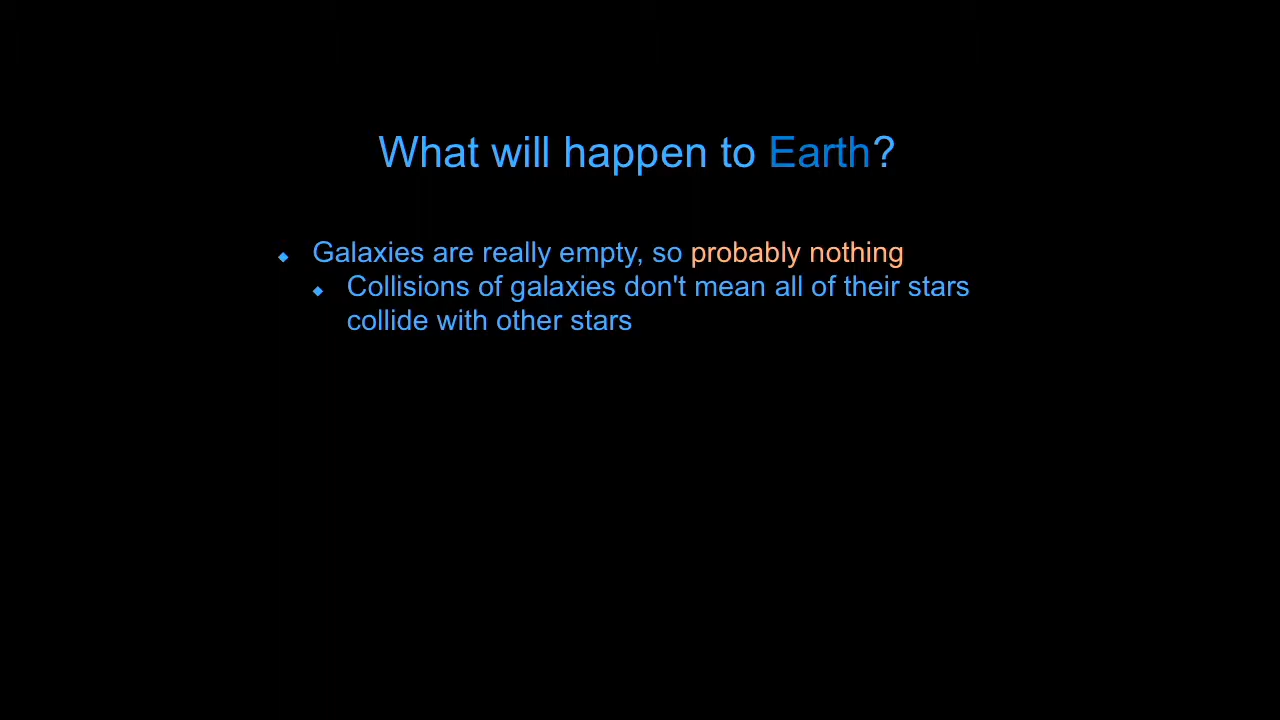 What will happen to Earth?
◆ Galaxies are really empty, so probably nothing
◆ Collisions of galaxies don't mean all of their stars
collide with other stars